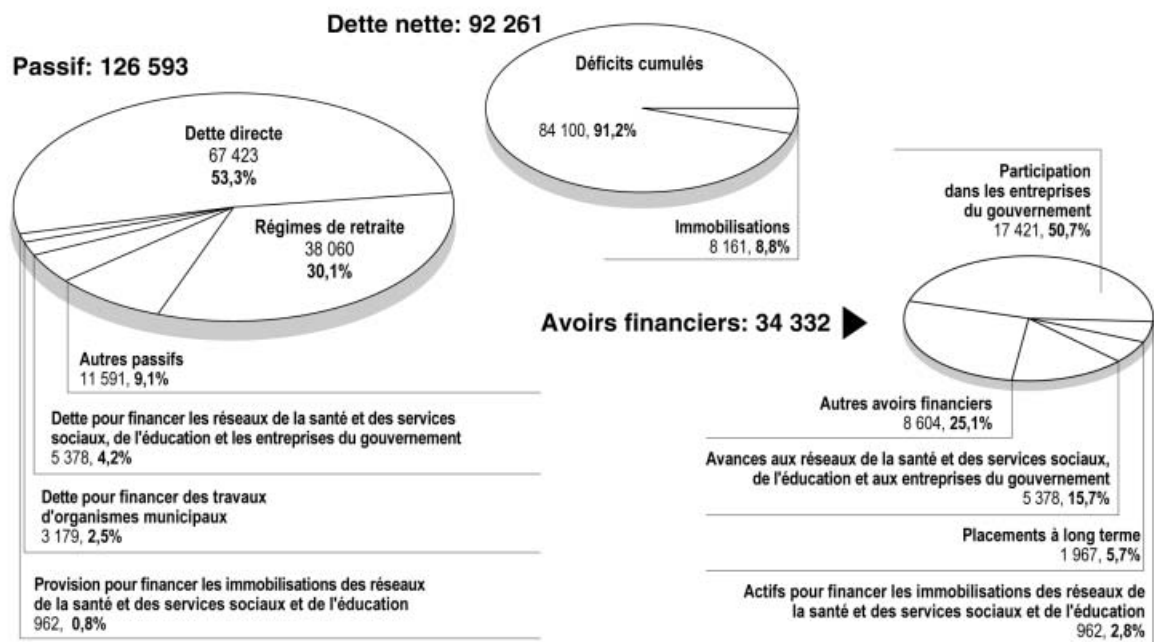 Dette nette: 92 261
Déficits cumulés
84 100, 91,2%
Immobilisations
8 161, 8,8%
Passif: 126 593
Dette directe
67 423
53,3%
Régimes de retraite
38 060
30,1%
Autres passifs
11 591, 9,1%
Dette pour financer les réseaux de la santé et des services
sociaux, de l'éducation et les entreprises du gouvernement
5 378, 4,2%
Dette pour financer des travaux
d'organismes municipaux
3 179, 2,5%
Provision pour financer les immobilisations des réseaux
de la santé et des services sociaux et de l'éducation
962, 0,8%
Avoirs financiers: 34 332
Participation
dans les entreprises
du gouvernement
17 421, 50,7%
Autres avoirs financiers
8 604, 25,1%
Avances aux réseaux de la santé et des services sociaux,
de l'éducation et aux entreprises du gouvernement
5 378, 15,7%
Placements à long terme
1 967, 5,7%
Actifs pour financer les immobilisations des réseaux de
la santé et des services sociaux et de l'éducation
962, 2,8%